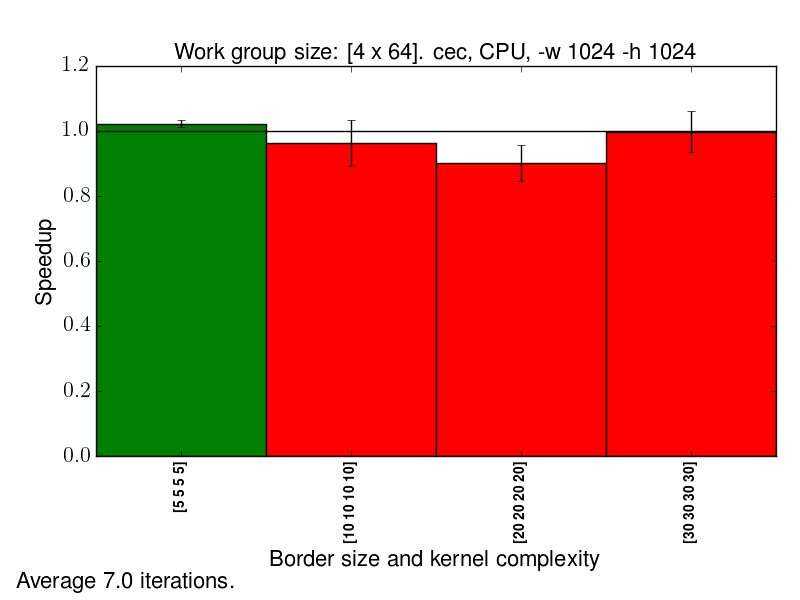 Work group size: [4 x 64]. cec, CPU, -w 1024 -h 1024
1.2
1.0
0.8
0.6
0.4
0.2
0.0
Speedup
[5 5 5 5]
[10 10 10 10]
[20 20 20 20]
[30 30 30 30]
Border size and kernel complexity
Average 7.0 iterations.